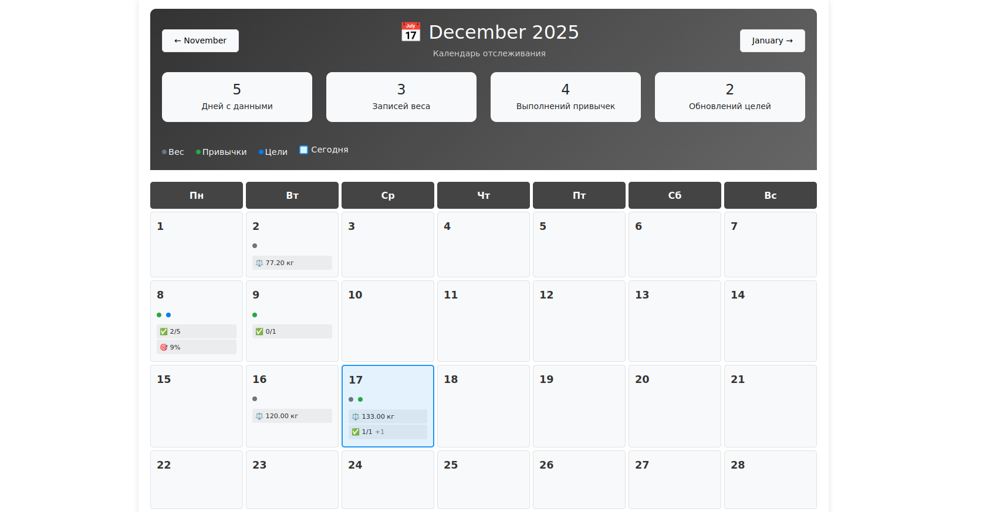 ← November
📅 December 2025
January →
Календарь отслеживания
5
Дней с данными
3
Записей веса
4
Выполнений привычек
2
Обновлений целей
Вес
Привычки
Цели
Сегодня
Пн Вт Ср Чт Пт Сб Вс
1 2 3 4 5 6 7
⚖️ 77.20 кг
8 9 10 11 12 13 14
✅ 2/5
✅ 0/1
🎯 9%
15 16 17 18 19 20 21
⚖️ 120.00 кг
⚖️ 133.00 кг
✅ 1/1 +1
22 23 24 25 26 27 28